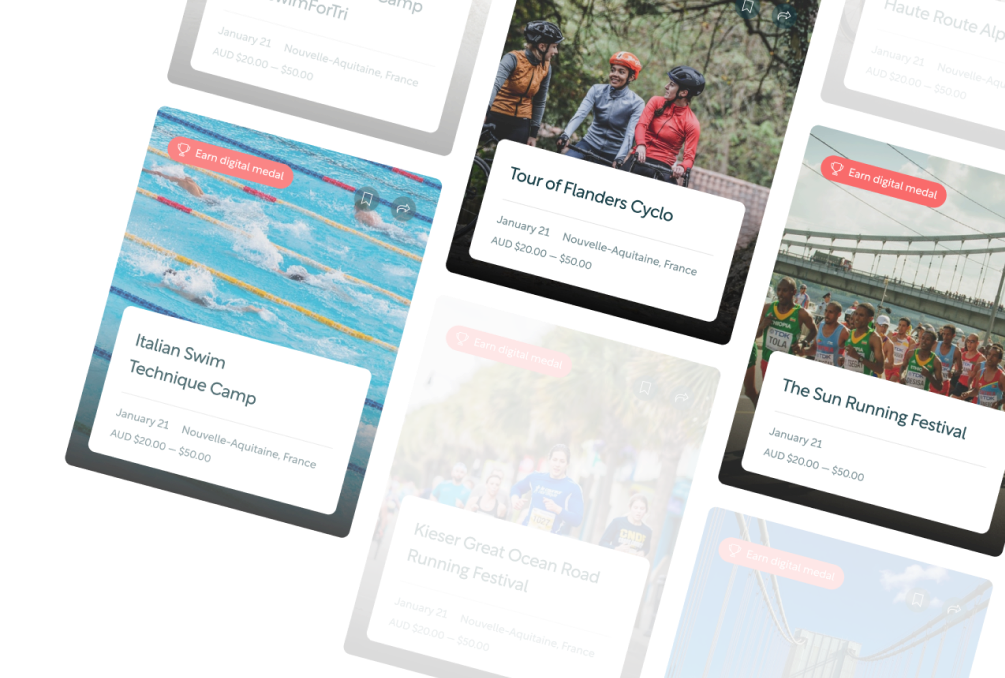 Camp
SwimForTri
January 21 Nouvelle-Aquitaine, France
AUD $20.00 — $50.00
Earn digital medal
Italian Swim
Technique Camp
January 21 Nouvelle-Aquitaine, France
AUD $20.00 — $50.00
Tour of Flanders Cyclo
January 21 Nouvelle-Aquitaine, France
AUD $20.00 — $50.00
Earn digital medal
Kieser Great Ocean Road
Running Festival
January 21 Nouvelle-Aquitaine, France
AUD $20.00 — $50.00
Haute Route Alp
January 21 Nouvelle-Aq
AUD $20.00 — $50.00
Earn digital medal
TOLA
The Sun Running Festival
January 21
AUD $20.00 — $50.00
Earn digital medal